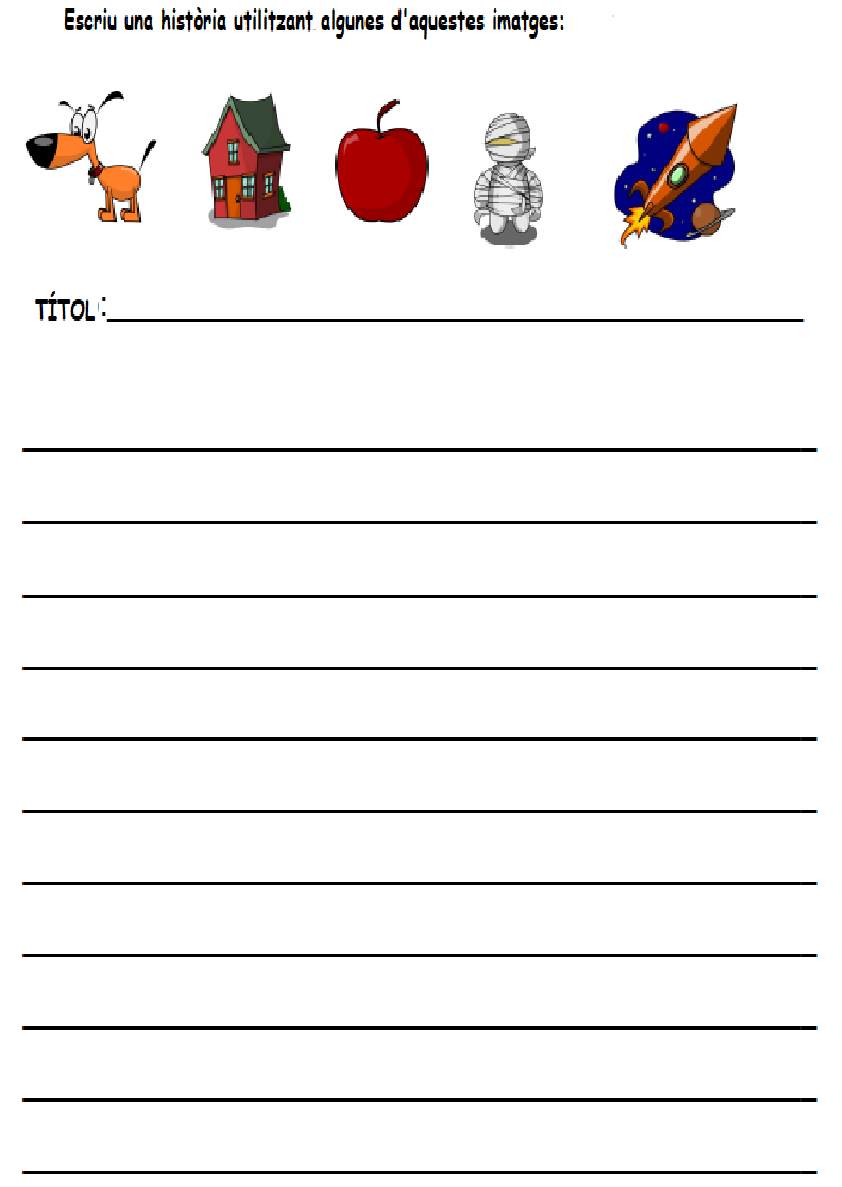 Escriu una història utilitzant algunes d'aquestes imatges:
TÍTOL: